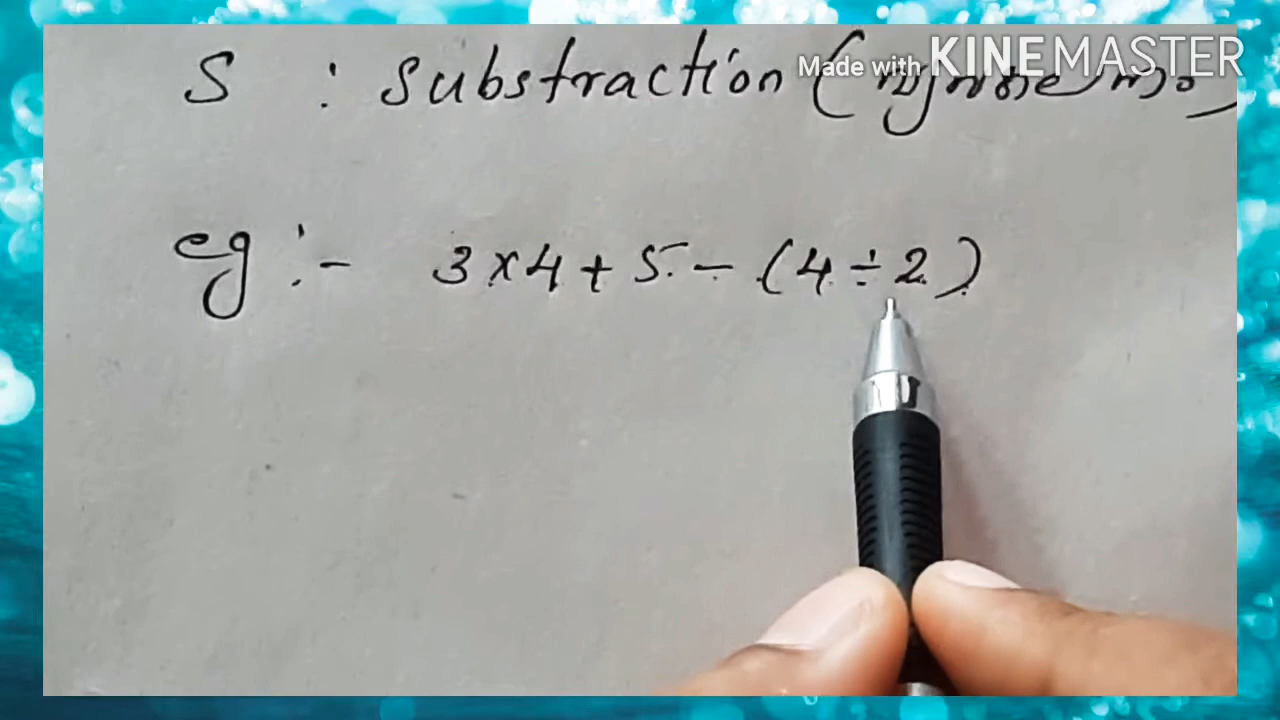 Made with KINEMASTER
S : Substraction (
eg :- 3 × 4 + 5 - (4 ÷ 2)